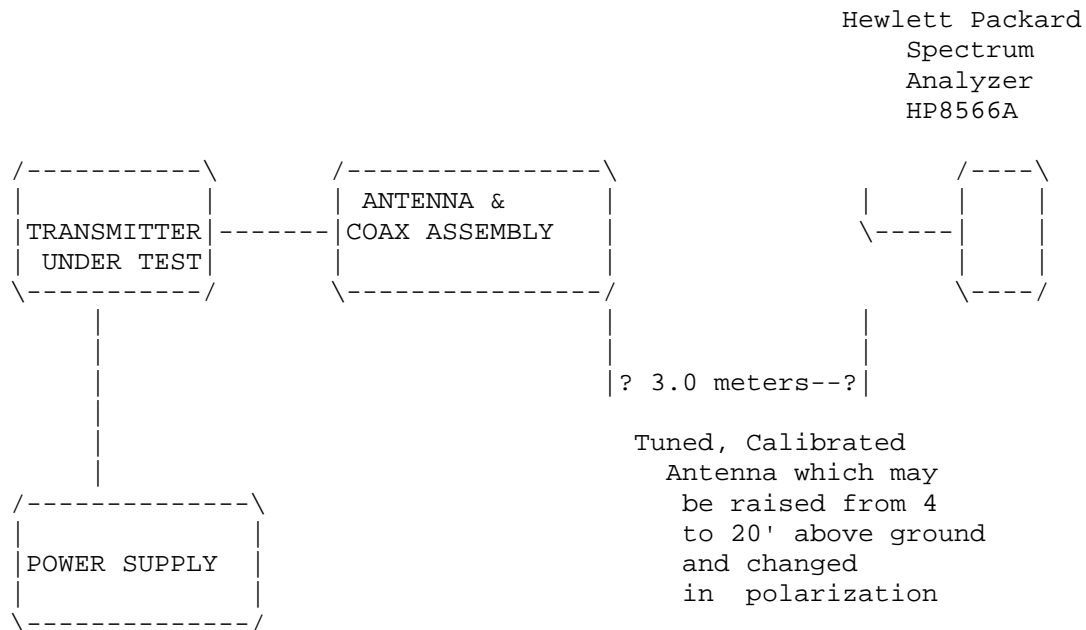 Hewlett Packard
Spectrum
Analyzer
HP8566A
ANTENNA &
TRANSMITTER
COAX ASSEMBLY
UNDER TEST
? 3.0 meters--?
Tuned, Calibrated
Antenna which may
be raised from 4
to 20' above ground
POWER SUPPLY
and changed
in polarization